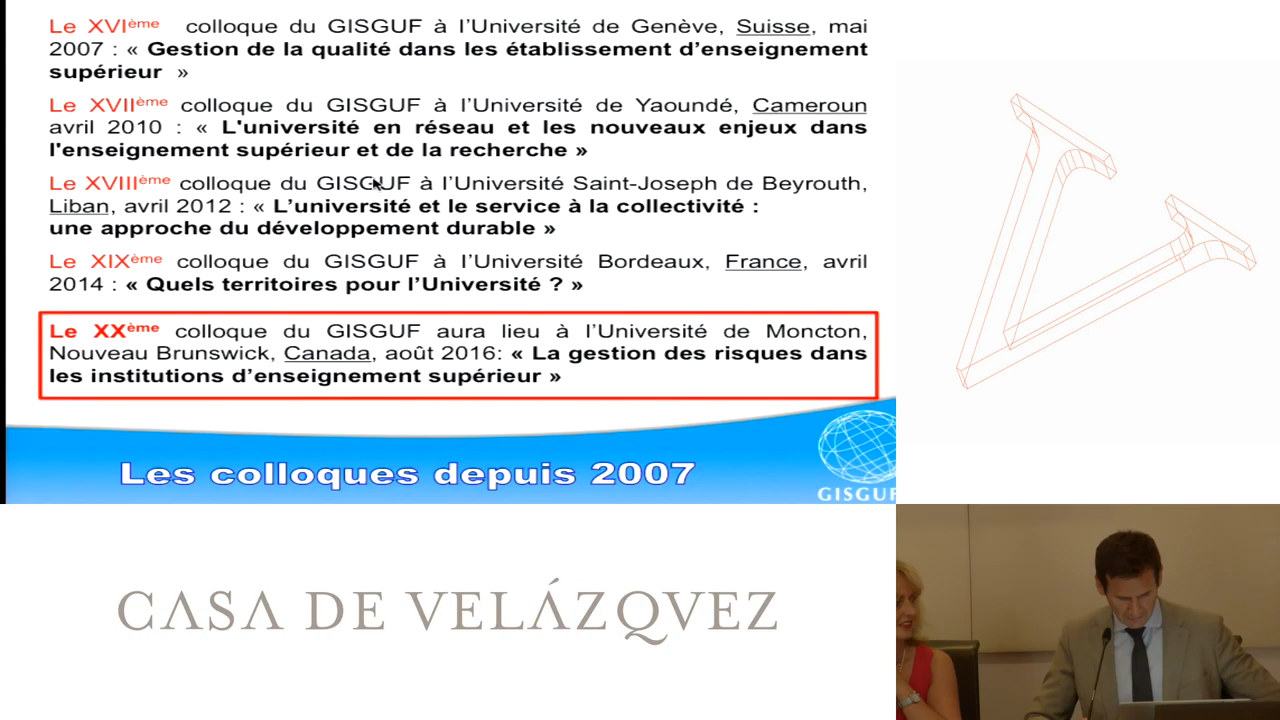 Le XVIème colloque du GISGUF à l’Université de Genève, Suisse, mai
2007 : « Gestion de la qualité dans les établissement d’enseignement
supérieur »
Le XVIIème colloque du GISGUF à l’Université de Yaoundé, Cameroun
avril 2010 : « L'université en réseau et les nouveaux enjeux dans
l'enseignement supérieur et de la recherche »
Le XVIIIème colloque du GISGUF à l’Université Saint-Joseph de Beyrouth,
Liban, avril 2012 : « L’université et le service à la collectivité :
une approche du développement durable »
Le XIXème colloque du GISGUF à l’Université Bordeaux, France, avril
2014 : « Quels territoires pour l’Université ? »
Le XXème colloque du GISGUF aura lieu à l’Université de Moncton,
Nouveau Brunswick, Canada, août 2016: « La gestion des risques dans
les institutions d’enseignement supérieur »
Les colloques depuis 2007
GISGUF
CASA DE VELÁZQVEZ